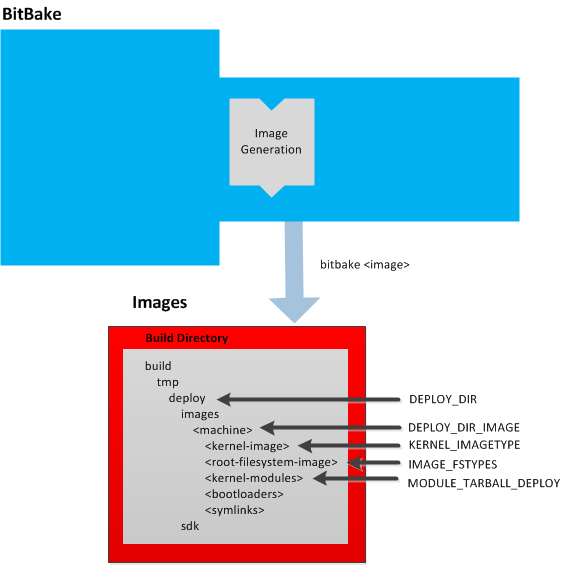 BitBake
Image
Generation
bitbake <image>
Images
Build Directory
build
tmp
deploy
DEPLOY_DIR
images
<machine>
DEPLOY_DIR_IMAGE
<kernel-image>
KERNEL_IMAGETYPE
<root-filesystem-image>
IMAGE_FSTYPES
<kernel-modules>
MODULE_TARBALL_DEPLOY
<bootloaders>
<symlinks>
sdk